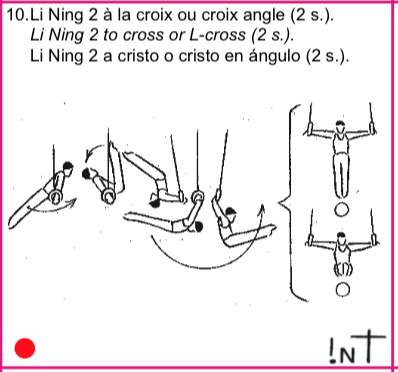 10.Li Ning 2 à la croix ou croix angle (2 s.).
Li Ning 2 to cross or L-cross (2 s.).
Li Ning 2 a cristo o cristo en ángulo (2 s.).